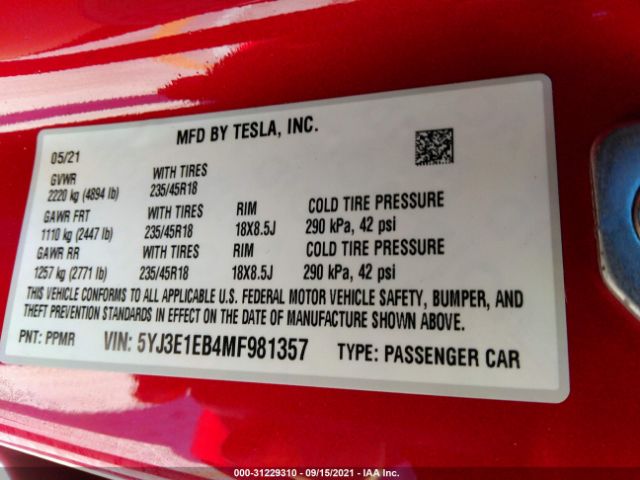 MFD BY TESLA, INC.
05/21
GVWR WITH TIRES
2220 kg (4894 lb) 235/45R18
GAWR FRT WITH TIRES RIM COLD TIRE PRESSURE
1110 kg (2447 lb) 235/45R18 18X8.5J 290 kPa, 42 psi
GAWR RR WITH TIRES RIM COLD TIRE PRESSURE
1257 kg (2771 lb) 235/45R18 18X8.5J 290 kPa, 42 psi
THIS VEHICLE CONFORMS TO ALL APPLICABLE U.S. FEDERAL MOTOR VEHICLE SAFETY, BUMPER, AND
THEFT PREVENTION STANDARDS IN EFFECT ON THE DATE OF MANUFACTURE SHOWN ABOVE.
PNT: PPMR VIN: 5YJ3E1EB4MF981357 TYPE: PASSENGER CAR
000-31229310 - 09/15/2021 - IAA Inc.